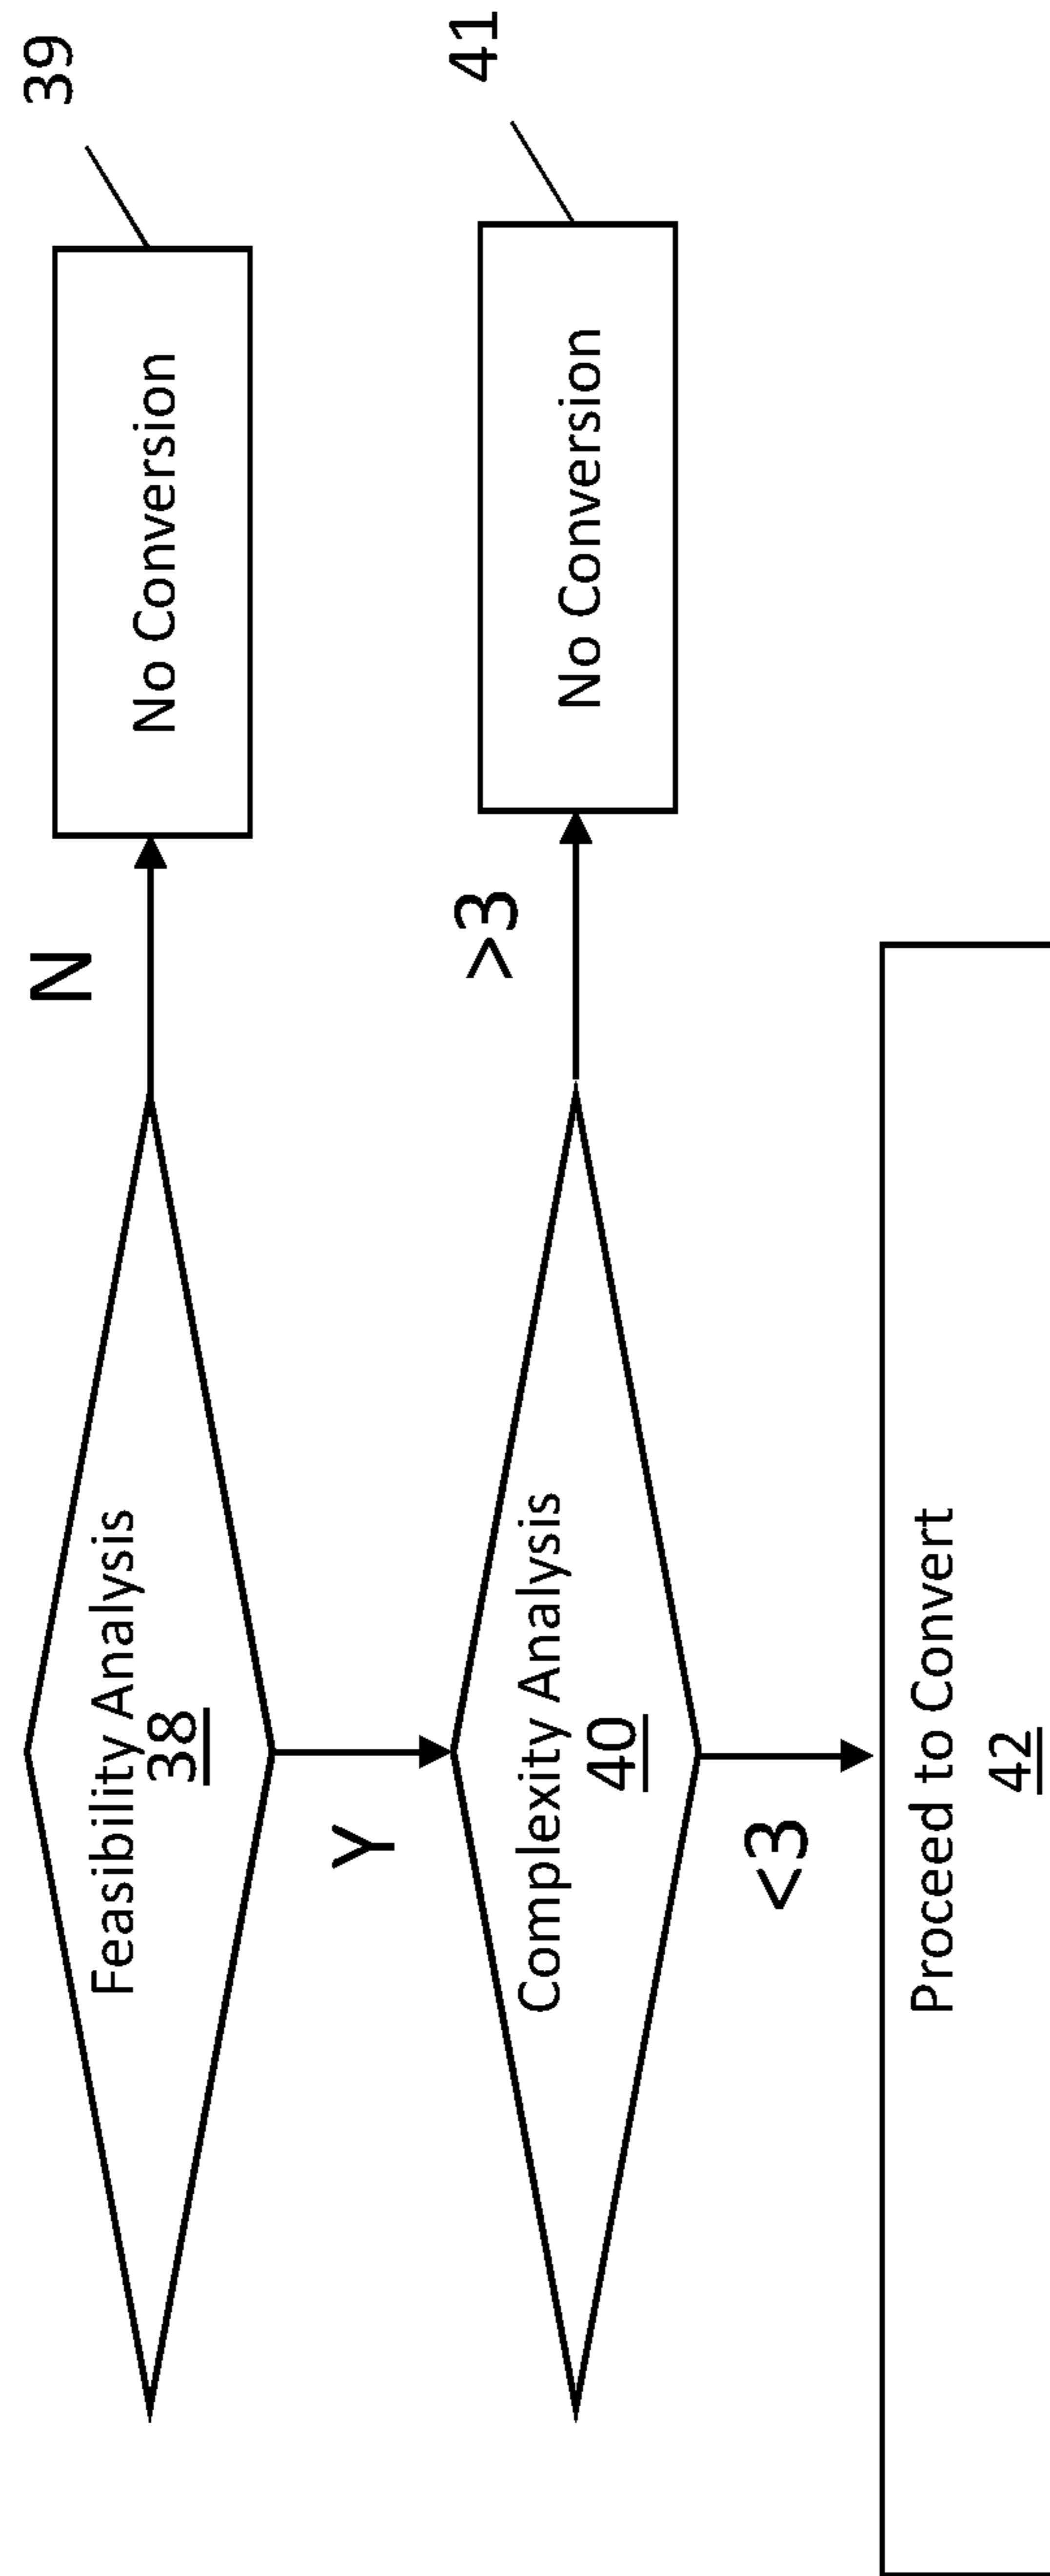 Feasibility Analysis
38
N
No Conversion
39
Y
Complexity Analysis
40
>3
No Conversion
41
<3
Proceed to Convert
42